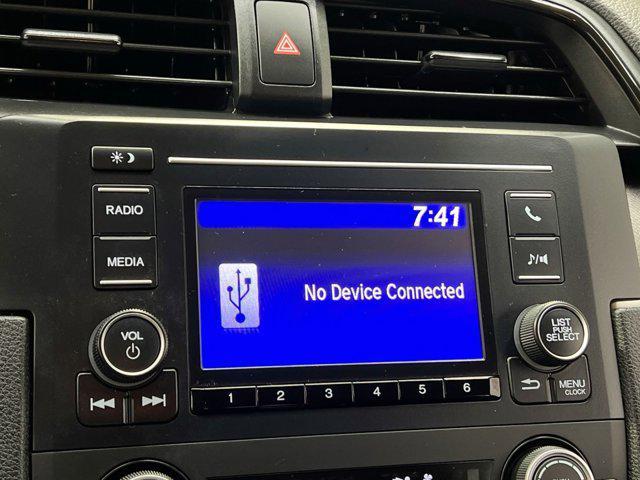 RADIO
MEDIA
VOL
7:41
No Device Connected
1 2 3 4 5 6
LIST
PUSH
SELECT
MENU
CLOCK